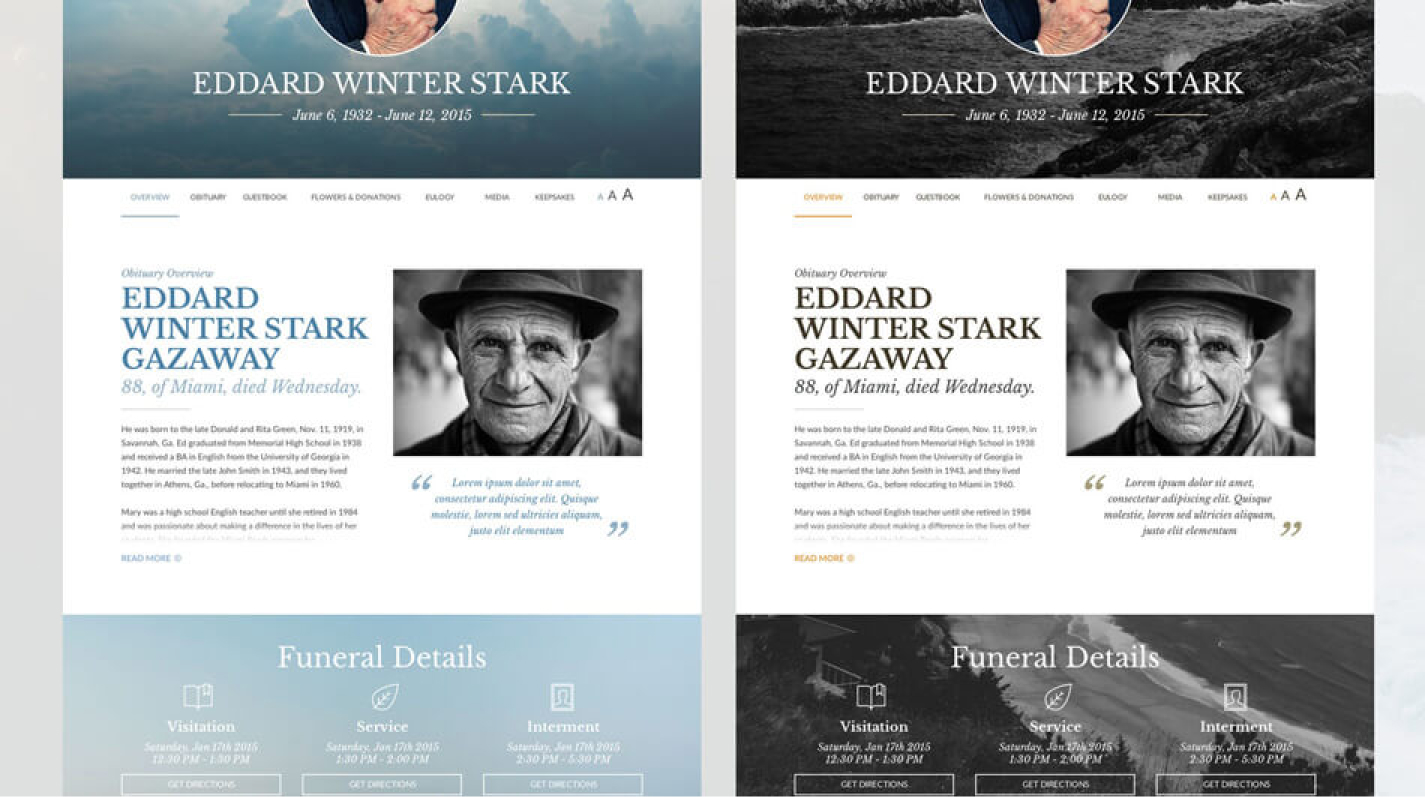 EDDARD WINTER STARK
June 6, 1932 - June 12, 2015
OVERVIEW OBITUARY GUESTBOOK FLOWERS & DONATIONS EULOGY MEDIA KEEPSAKES A A A
Obituary Overview
EDDARD
WINTER STARK
GAZAWAY
88, of Miami, died Wednesday.
He was born to the late Donald and Rita Green, Nov. 11, 1919, in
Savannah, Ga. Ed graduated from Memorial High School in 1938
and received a BA in English from the University of Georgia in
1942. He married the late John Smith in 1943, and they lived
together in Athens, Ga., before relocating to Miami in 1960.
Mary was a high school English teacher until she retired in 1984
and was passionate about making a difference in the lives of her
READ MORE
“ Lorem ipsum dolor sit amet,
consectetur adipiscing elit. Quisque
molestie, lorem sed ultricies aliquam,
justo elit elementum ”
Funeral Details
Visitation Service Interment
Saturday, Jan 17th 2015 Saturday, Jan 17th 2015 Saturday, Jan 17th 2015
12:30 PM - 1:30 PM 1:30 PM - 2:00 PM 2:30 PM - 5:30 PM
GET DIRECTIONS GET DIRECTIONS GET DIRECTIONS
EDDARD WINTER STARK
June 6, 1932 - June 12, 2015
OVERVIEW OBITUARY GUESTBOOK FLOWERS & DONATIONS EULOGY MEDIA KEEPSAKES A A A
Obituary Overview
EDDARD
WINTER STARK
GAZAWAY
88, of Miami, died Wednesday.
He was born to the late Donald and Rita Green, Nov. 11, 1919, in
Savannah, Ga. Ed graduated from Memorial High School in 1938
and received a BA in English from the University of Georgia in
1942. He married the late John Smith in 1943, and they lived
together in Athens, Ga., before relocating to Miami in 1960.
Mary was a high school English teacher until she retired in 1984
and was passionate about making a difference in the lives of her
READ MORE
“ Lorem ipsum dolor sit amet,
consectetur adipiscing elit. Quisque
molestie, lorem sed ultricies aliquam,
justo elit elementum ”
Funeral Details
Visitation Service Interment
Saturday, Jan 17th 2015 Saturday, Jan 17th 2015 Saturday, Jan 17th 2015
12:30 PM - 1:30 PM 1:30 PM - 2:00 PM 2:30 PM - 5:30 PM
GET DIRECTIONS GET DIRECTIONS GET DIRECTIONS